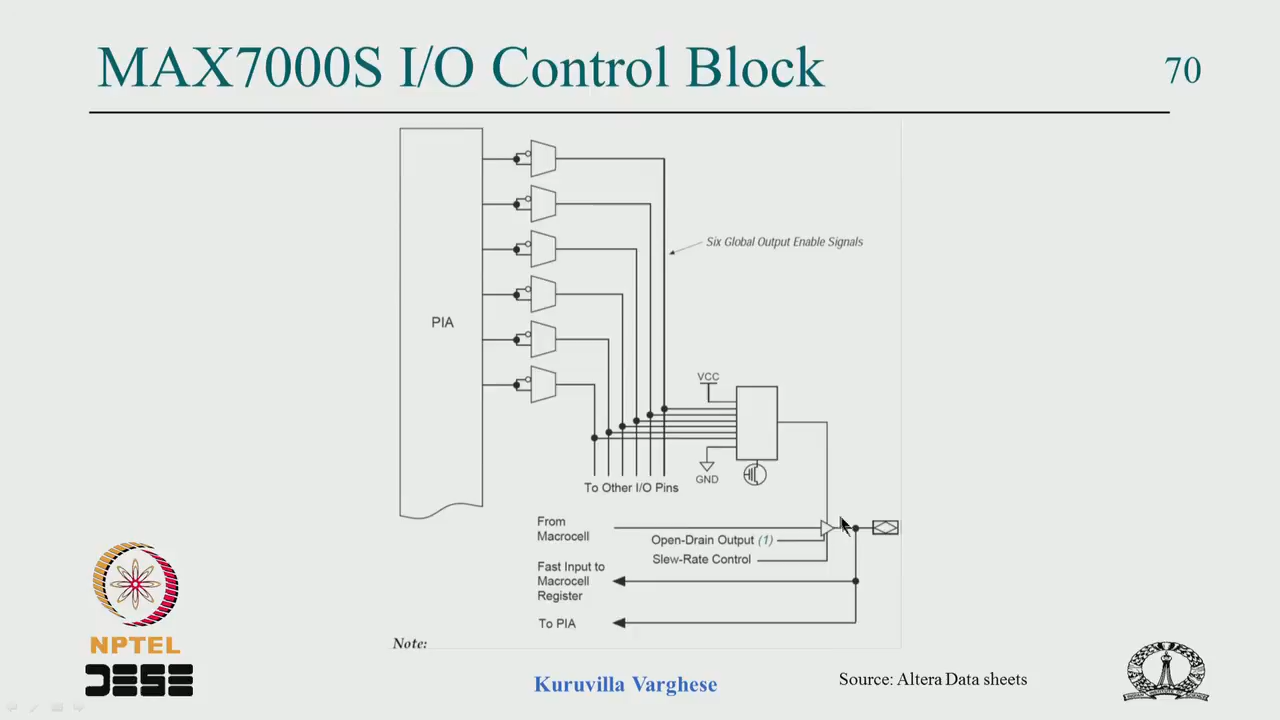 MAX7000S I/O Control Block
70
Six Global Output Enable Signals
PIA
VCC
GND
To Other I/O Pins
From
Macrocell
Open-Drain Output (1)
Slew-Rate Control
Fast Input to
Macrocell
Register
To PIA
Note:
NPTEL
DESE
Kuruvilla Varghese
Source: Altera Data sheets